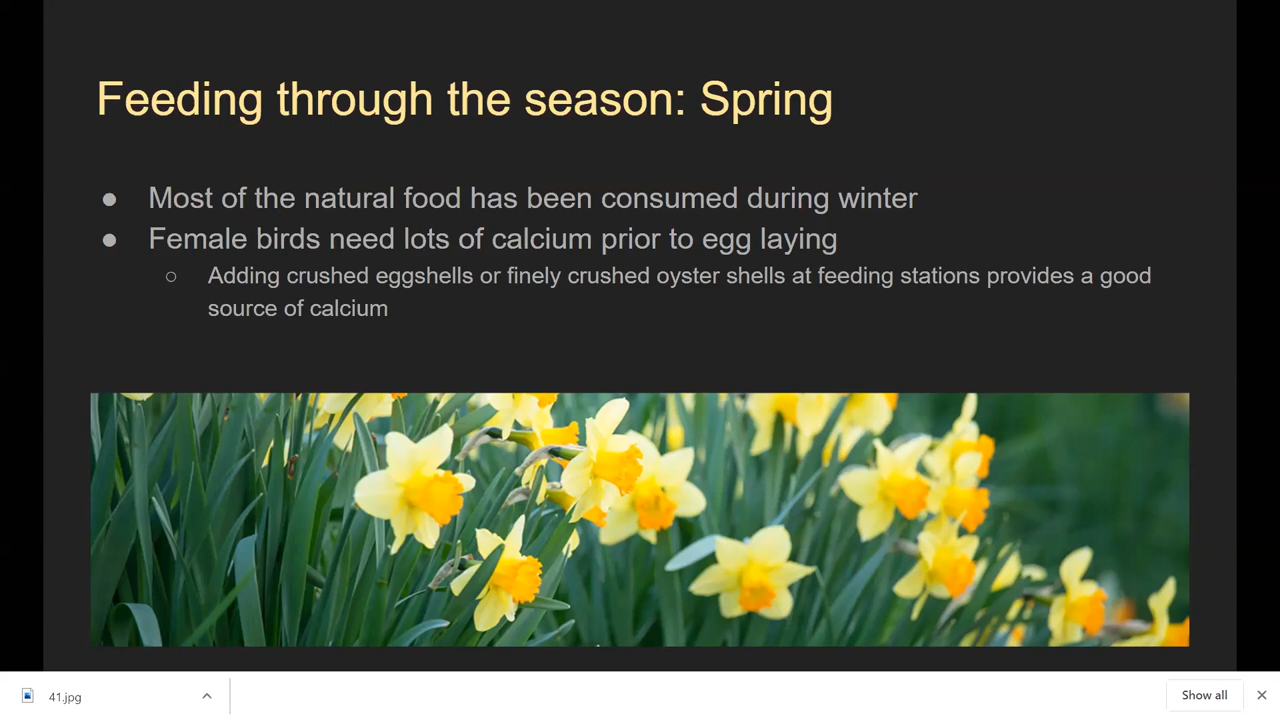 Feeding through the season: Spring
● Most of the natural food has been consumed during winter
● Female birds need lots of calcium prior to egg laying
○ Adding crushed eggshells or finely crushed oyster shells at feeding stations provides a good
source of calcium
41.jpg
Show all